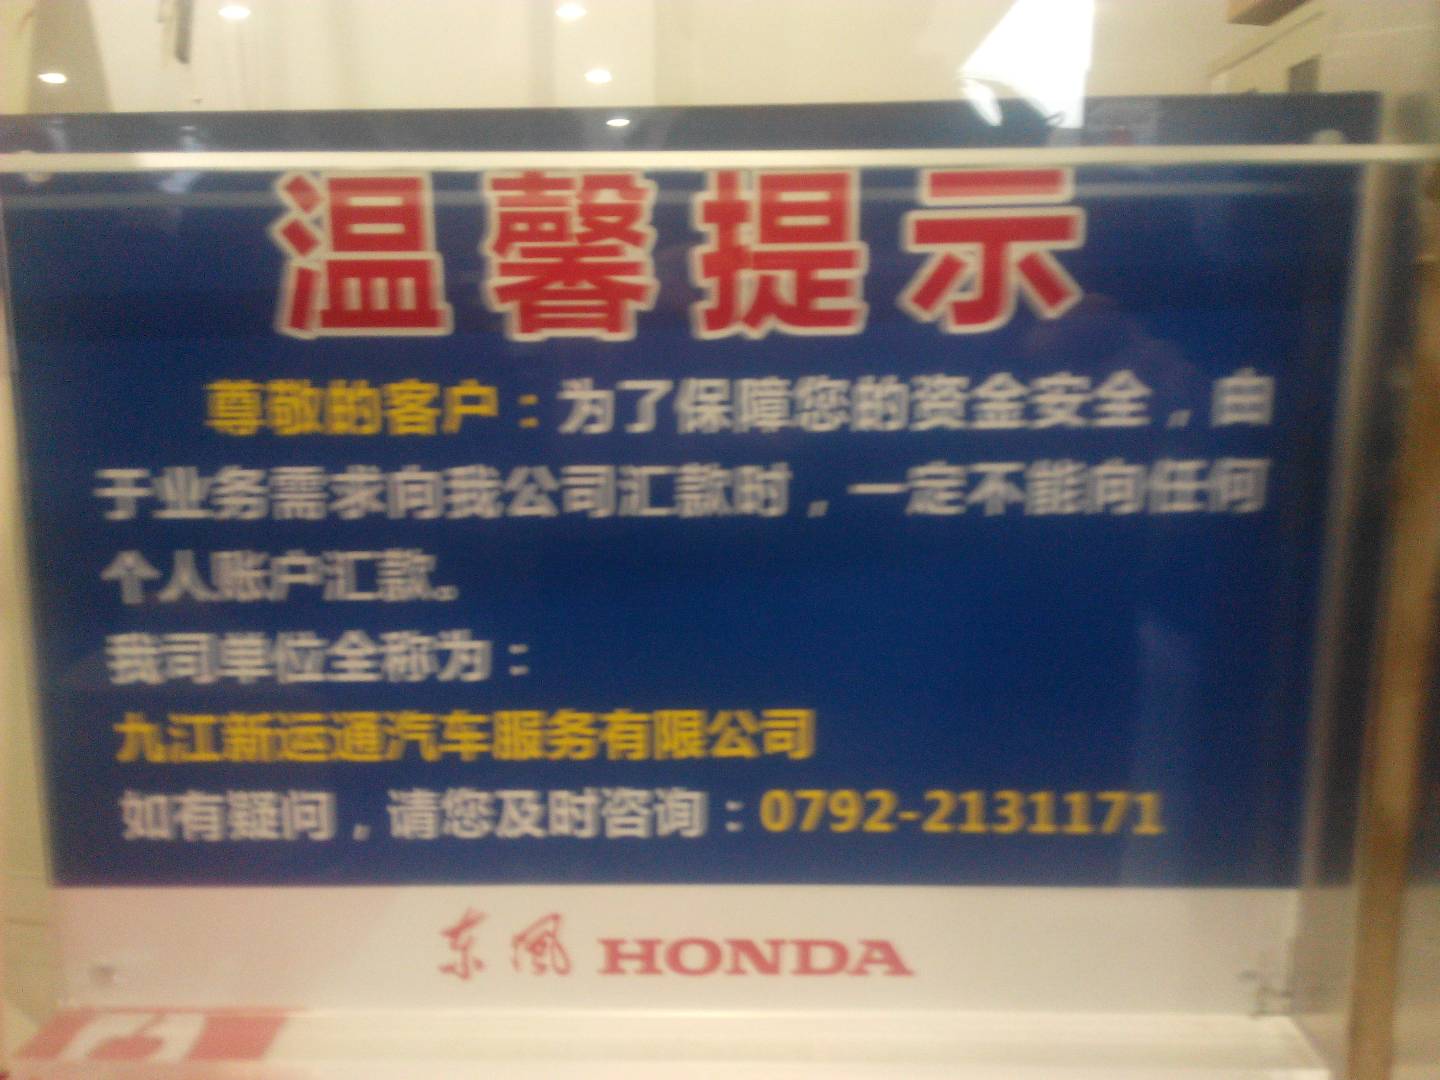 温馨提示
尊敬的客户：为了保障您的资金安全，由
于业务需求向我公司汇款时，一定不能向任何
个人账户汇款。
我司单位全称为：
九江新运通汽车服务有限公司
如有疑问，请您及时咨询：0792-2131171
东风 HONDA